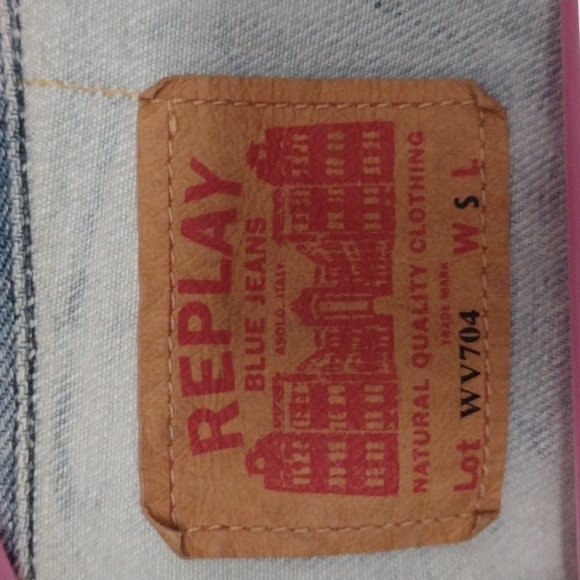 REPLAY
BLUE JEANS
ASOLO-ITALY
NATURAL QUALITY CLOTHING
TRADE MARK
Lot WV704 W S L